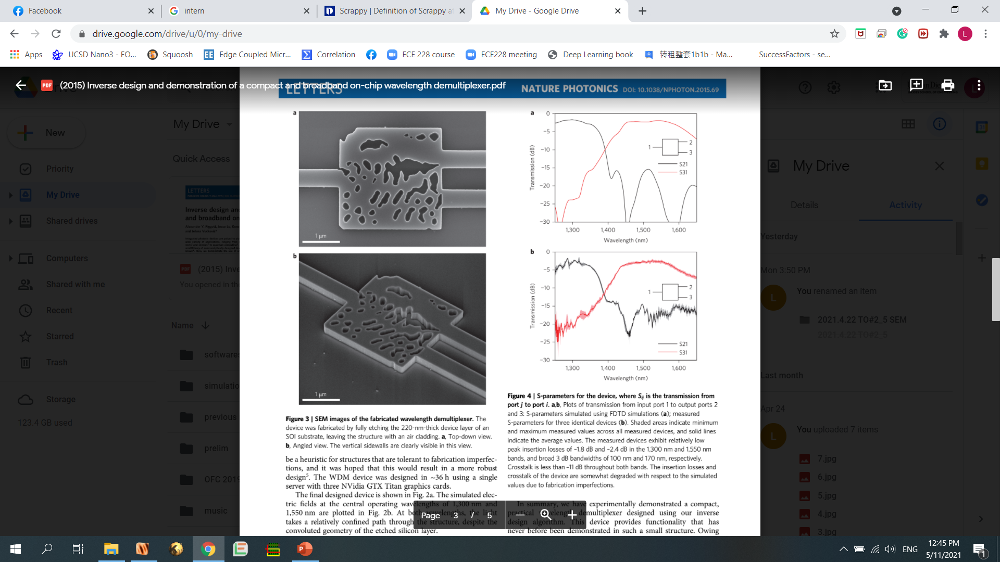 Facebook
intern
Scrappy | Definition of Scrappy a
My Drive - Google Drive
drive.google.com/drive/u/0/my-drive
L
Apps
UCSD Nano3 - FO...
Squoosh
EE Edge Coupled Micr...
Correlation
ECE 228 course
ECE228 meeting
Deep Learning book
转租整套1b1b - Ma...
SuccessFactors - se...
PDF (2015) Inverse design and demonstration of a compact and broadband on-chip wavelength demultiplexer.pdf
LETTERS
NATURE PHOTONICS DOI: 10.1038/NPHOTON.2015.69
New
Priority
My Drive
Shared drives
Computers
Shared with me
Recent
Starred
Trash
Storage
123.4 GB used
My Drive
Quick Access
LETTERS
Inverse design an
and broadband on
PDF (2015) Inve
You opened in th
Name
software
simulatio
previous
prelim
OFC 2019
music
a
1 µm
b
1 µm
Figure 3 | SEM images of the fabricated wavelength demultiplexer. The
device was fabricated by fully etching the 220-nm-thick device layer of an
SOI substrate, leaving the structure with an air cladding. a, Top-down view.
b, Angled view. The vertical sidewalls are clearly visible in this view.
be a heuristic for structures that are tolerant to fabrication imperfec-
tions, and it was hoped that this would result in a more robust
design5. The WDM device was designed in ~36 h using a single
server with three NVidia GTX Titan graphics cards.
The final designed device is shown in Fig. 2a. The simulated elec-
tric fields at the central operating wavelengths of 1,300 nm and
1,550 nm are plotted in Fig. 2b. At both wavelengths, the light
takes a relatively confined path through the structure, despite the
convoluted geometry of the etched silicon layer.
a
0
−5
−10
−15
−20
−25
−30
Transmission (dB)
1
2
3
S21
S31
1,300
1,400
1,500
1,600
Wavelength (nm)
b
0
−5
−10
−15
−20
−25
−30
Transmission (dB)
1
2
3
S21
S31
1,300
1,400
1,500
1,600
Wavelength (nm)
Figure 4 | S-parameters for the device, where Sij is the transmission from
port j to port i. a,b, Plots of transmission from input port 1 to output ports 2
and 3: S-parameters simulated using FDTD simulations (a); measured
S-parameters for three identical devices (b). Shaded areas indicate minimum
and maximum measured values across all measured devices, and solid lines
indicate the average values. The measured devices exhibit relatively low
peak insertion losses of −1.8 dB and −2.4 dB in the 1,300 nm and 1,550 nm
bands, and broad 3 dB bandwidths of 100 nm and 170 nm, respectively.
Crosstalk is less than −11 dB throughout both bands. The insertion losses and
crosstalk of the device are somewhat degraded with respect to the simulated
values due to fabrication imperfections.
In summary, we have experimentally demonstrated a compact,
practical wavelength demultiplexer designed using our inverse
design algorithm. This device provides functionality that has
never before been demonstrated in such a small structure. Owing
Page 3 / 5
My Drive
Details
Activity
Yesterday
Mon 3:50 PM
L
You renamed an item
2021.4.22 TO#2_5 SEM
2021.4.22 TO#2_5
Last month
Apr 24
L
You uploaded 7 items
7.jpg
6.jpg
5.jpg
4.jpg
3.jpg
ENG
12:45 PM
5/11/2021
1